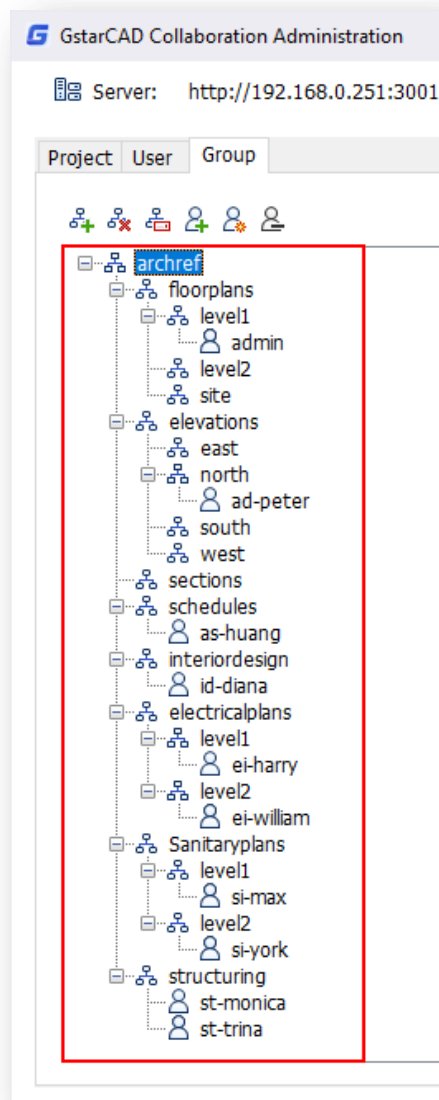 GstarCAD Collaboration Administration
Server: http://192.168.0.251:3001
Project User Group
archref
floorplans
level1
admin
level2
site
elevations
east
north
ad-peter
south
west
sections
schedules
as-huang
interiordesign
id-diana
electricalplans
level1
ei-harry
level2
ei-william
Sanitaryplans
level1
si-max
level2
si-york
structuring
st-monica
st-trina